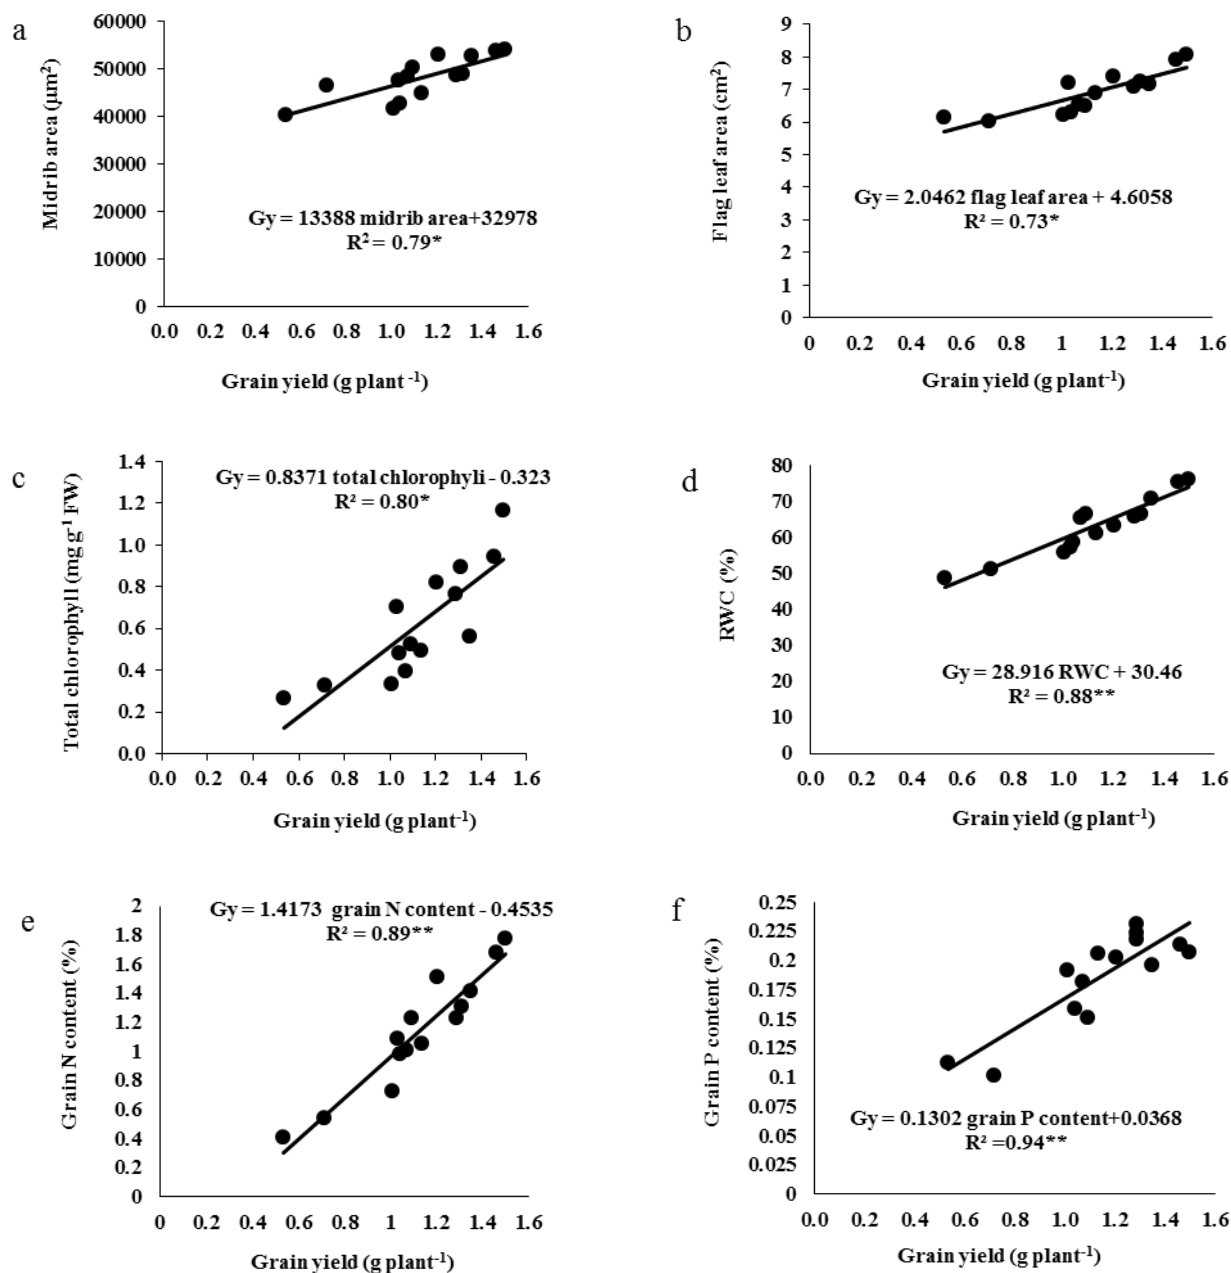 a
60000
50000
40000
30000
20000
10000
0
Midrib area (µm²)
Gy = 13388 midrib area+32978
R² = 0.79*
0.0 0.2 0.4 0.6 0.8 1.0 1.2 1.4 1.6
Grain yield (g plant ⁻¹)
b
9
8
7
6
5
4
3
2
1
0
Flag leaf area (cm²)
Gy = 2.0462 flag leaf area + 4.6058
R² = 0.73*
0 0.2 0.4 0.6 0.8 1 1.2 1.4 1.6
Grain yield (g plant⁻¹)
c
1.4
1.2
1.0
0.8
0.6
0.4
0.2
0.0
Total chlorophyll (mg g⁻¹ FW)
Gy = 0.8371 total chlorophyli - 0.323
R² = 0.80*
0.0 0.2 0.4 0.6 0.8 1.0 1.2 1.4 1.6
Grain yield (g plant⁻¹)
d
80
70
60
50
40
30
20
10
0
RWC (%)
Gy = 28.916 RWC + 30.46
R² = 0.88**
0.0 0.2 0.4 0.6 0.8 1.0 1.2 1.4 1.6
Grain yield (g plant⁻¹)
e
2
1.8
1.6
1.4
1.2
1
0.8
0.6
0.4
0.2
0
Grain N content (%)
Gy = 1.4173 grain N content - 0.4535
R² = 0.89**
0 0.2 0.4 0.6 0.8 1 1.2 1.4 1.6
Grain yield (g plant⁻¹)
f
0.25
0.225
0.2
0.175
0.15
0.125
0.1
0.075
0.05
0.025
0
Grain P content (%)
Gy = 0.1302 grain P content+0.0368
R² =0.94**
0.0 0.2 0.4 0.6 0.8 1.0 1.2 1.4 1.6
Grain yield (g plant⁻¹)